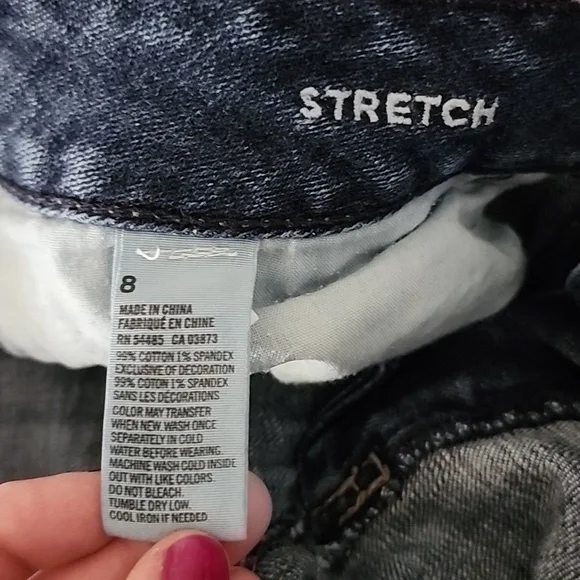 STRETCH
8
MADE IN CHINA
FABRIQUÉ EN CHINE
RN 54485 CA 03873
99% COTTON 1% SPANDEX
EXCLUSIVE OF DECORATION
99% COTTON 1% SPANDEX
SANS LES DÉCORATIONS
COLOR MAY TRANSFER
WHEN NEW. WASH ONCE
SEPARATELY IN COLD
WATER BEFORE WEARING.
MACHINE WASH COLD INSIDE
OUT WITH LIKE COLORS.
DO NOT BLEACH.
TUMBLE DRY LOW.
COOL IRON IF NEEDED